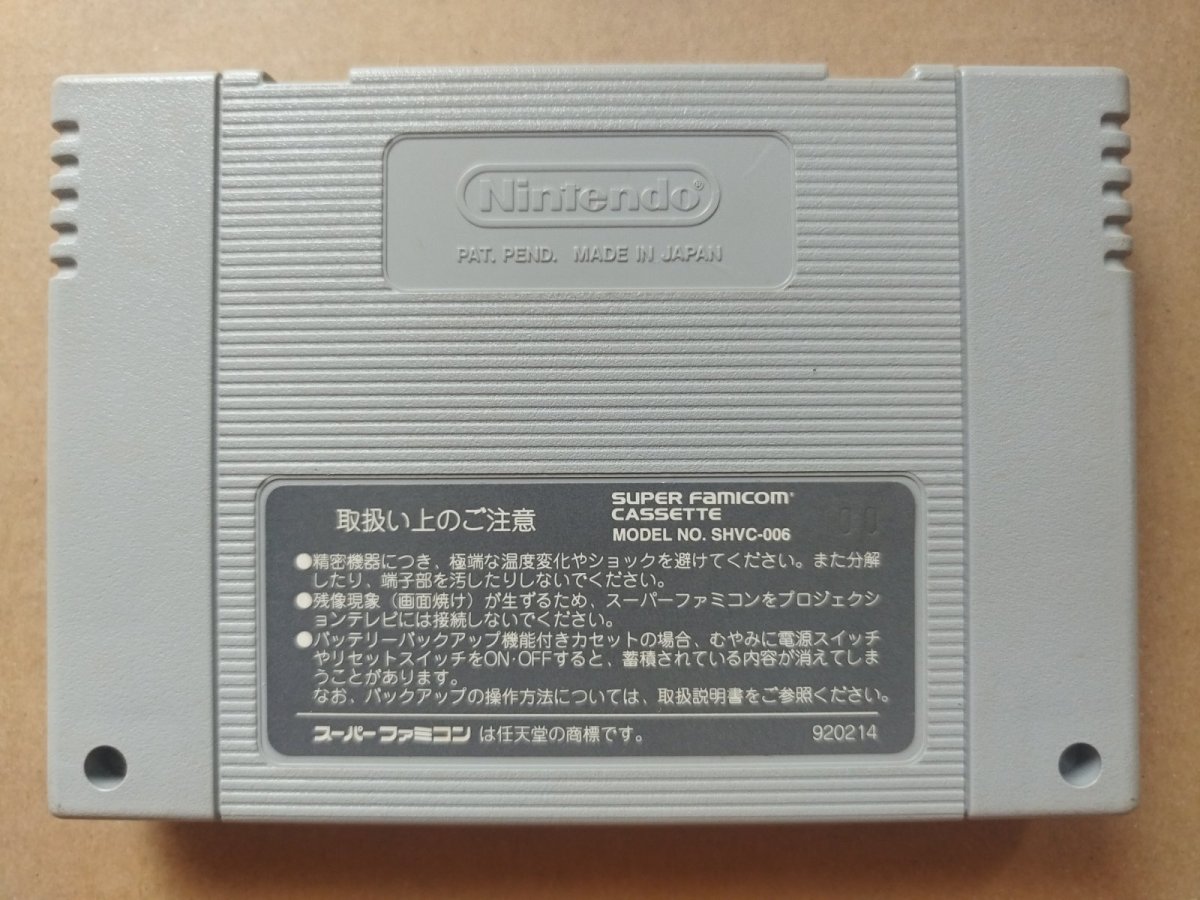 Nintendo®
PAT. PEND. MADE IN JAPAN
取扱い上のご注意
SUPER FAMICOM
CASSETTE
MODEL NO. SHVC-006
00
●精密機器につき、極端な温度変化やショックを避けてください。また分解
したり、端子部を汚したりしないでください。
●残像現象(画面焼け)が生ずるため、スーパーファミコンをプロジェクシ
ョンテレビには接続しないでください。
●バッテリーバックアップ機能付きカセットの場合、むやみに電源スイッチ
やリセットスイッチをON·OFFすると、蓄積されている内容が消えてしま
うことがあります。
なお、バックアップの操作方法については、取扱説明書をご参照ください。
スーパーファミコン は任天堂の商標です。
920214